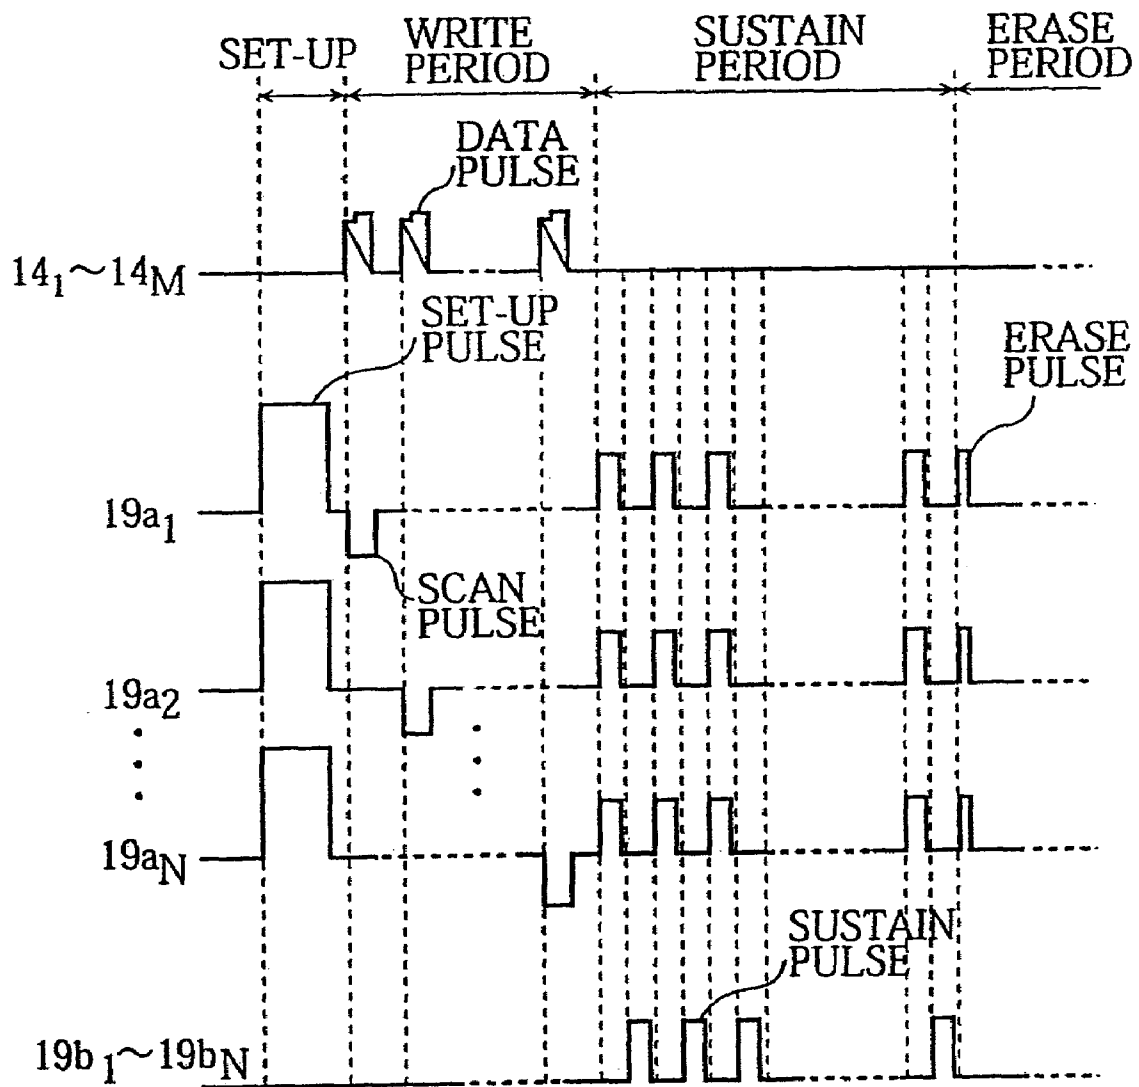 SET-UP
WRITE
PERIOD
SUSTAIN
PERIOD
ERASE
PERIOD
DATA
PULSE
14₁~14M
SET-UP
PULSE
ERASE
PULSE
19a₁
SCAN
PULSE
19a₂
19aN
SUSTAIN
PULSE
19b₁~19bN